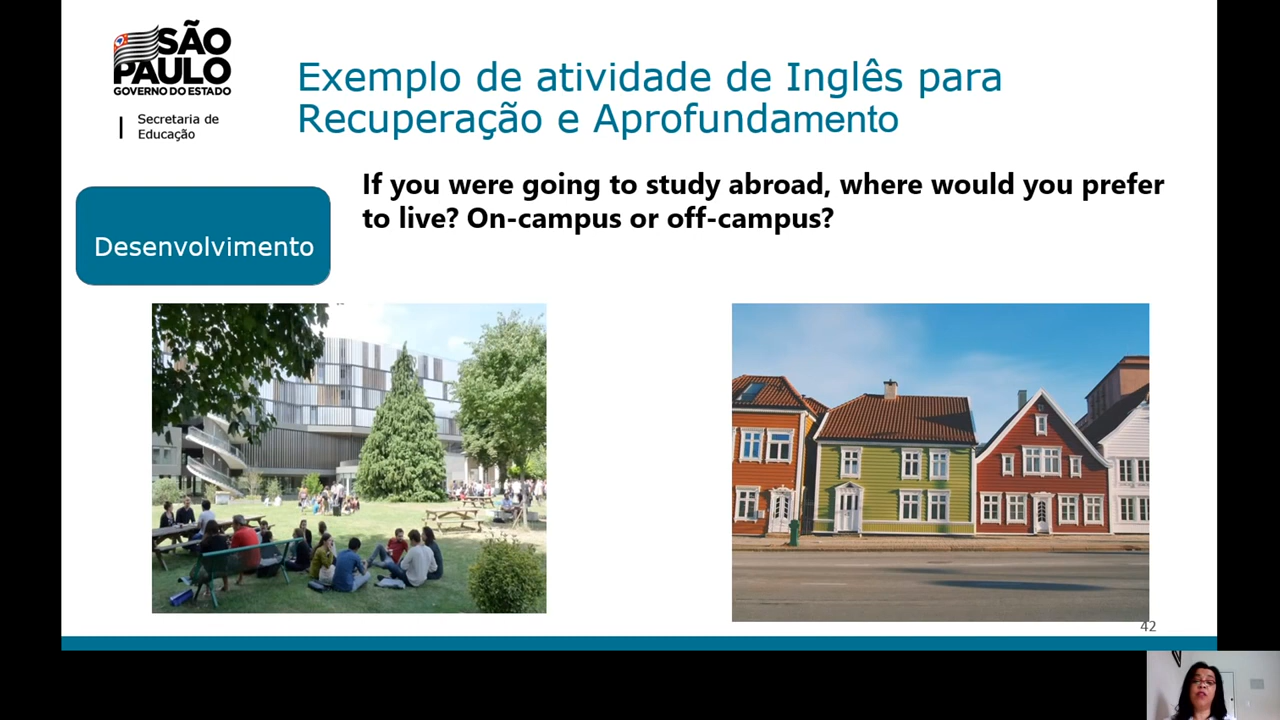 SÃO
PAULO
GOVERNO DO ESTADO
Secretaria de
Educação
Exemplo de atividade de Inglês para
Recuperação e Aprofundamento
Desenvolvimento
If you were going to study abroad, where would you prefer
to live? On-campus or off-campus?
42